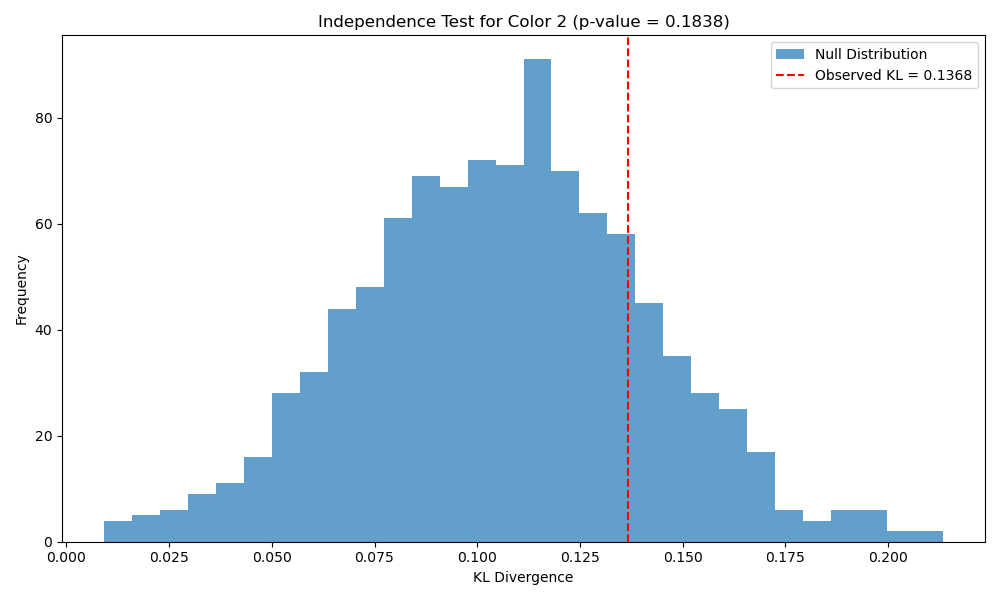 Independence Test for Color 2 (p-value = 0.1838)
Null Distribution
Observed KL = 0.1368
Frequency
80
60
40
20
0
0.000 0.025 0.050 0.075 0.100 0.125 0.150 0.175 0.200
KL Divergence